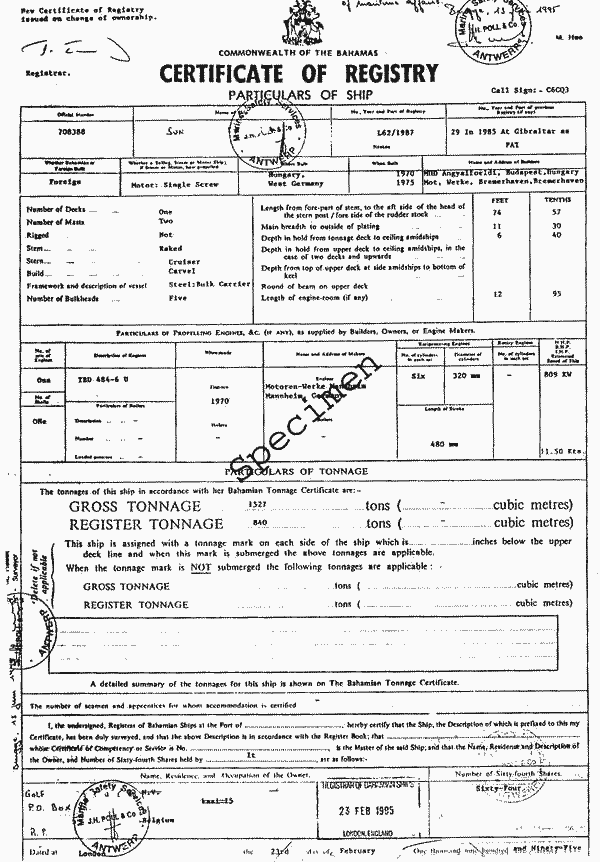 New Certificate of Registry
issued on change of ownership.
of maritime affairs
1995
Marine Safety Services
J.H. POLL & Co
ANTWERP
Registrar.
COMMONWEALTH OF THE BAHAMAS
CERTIFICATE OF REGISTRY
PARTICULARS OF SHIP
Call Sign:- C6CQ3
Official Number
No., Year and Port of Registry
No., Year and Port of previous
Registry (if any)
708388
SUN
L62/1987
29 In 1985 At Gibraltar as
Nassau
PAI
Marine Safety Services
ANTWERP
Whether Bahamian or
Foreign Built
Whether a Sailing, Steam or Motor Ship;
if Steam or Motor, how propelled
Where Built
When Built
Name and Address of Builders
Foreign
Motor: Single Screw
Hungary,
West Germany
1970
1975
MHD Angyalfoeldi, Budapest, Hungary
Mot, Werke, Bremerhaven, Bremerhaven
FEET
TENTHS
Number of Decks
One
Length from fore-part of stem, to the aft side of the head of
the stern post / fore side of the rudder stock
74
57
Number of Masts
Two
Main breadth to outside of plating
11
30
Rigged
Not
Depth in hold from tonnage deck to ceiling amidships
6
40
Stem
Raked
Depth in hold from upper deck to ceiling amidships, in the
case of two decks and upwards
Stern
Cruiser
Build
Carvel
Depth from top of upper deck at side amidships to bottom of
keel
Framework and description of vessel
Steel:Bulk Carrier
Round of beam on upper deck
Number of Bulkheads
Five
Length of engine-room (if any)
12
95
PARTICULARS OF PROPELLING ENGINES, &C. (IF ANY), as supplied by Builders, Owners, or Engine Makers.
No. of
sets of
Engines
Description of Engines
When made
Name and Address of Makers
Reciprocating Engines
Rotary Engines
No. of cylinders
in each set
Diameter of
cylinders
No. of cylinders
in each set
N.H.P.
B.H.P.
I.H.P.
Estimated
Speed of Ship
One
TBD 484-6 U
Engines
1970
Engines
Motoren-Werke Mannheim
Mannheim, Germany
Six
320 mm
-
809 KW
No. of
Shafts
Particulars of Boilers
Length of Stroke
One
Description
-
Boilers
-
Boilers
-
Number
-
Loaded pressure
-
480 mm
11.50 Kts.
Specimen
PARTICULARS OF TONNAGE
The tonnages of this ship in accordance with her Bahamian Tonnage Certificate are:-
GROSS TONNAGE 1527 tons ( - cubic metres)
REGISTER TONNAGE 840 tons ( - cubic metres)
This ship is assigned with a tonnage mark on each side of the ship which is - inches below the upper
deck line and when this mark is submerged the above tonnages are applicable.
When the tonnage mark is NOT submerged the following tonnages are applicable: -
Delete if not
applicable
GROSS TONNAGE tons ( cubic metres)
REGISTER TONNAGE tons ( cubic metres)
Surveyor
ANTWERP
A detailed summary of the tonnages for this ship is shown on The Bahamian Tonnage Certificate.
The number of seamen and apprentices for whom accommodation is certified -
I, the undersigned, Registrar of Bahamian Ships at the Port of , hereby certify that the Ship, the Description of which is prefixed to this my
Certificate, has been duly surveyed, and that the above Description is in accordance with the Register Book; that
whose Certificate of Competency or Service is No. , is the Master of the said Ship; and that the Name, Residence and Description of
the Owner, and Number of Sixty-fourth Shares held by It are as follows:-
Name, Residence, and Occupation of the Owner.
Number of Sixty-fourth Shares.
Golf
N.V.
Sixty-Four
P.O. Box
kaai-15
Belgium
Marine Safety Services
J.H. POLL & Co
ANTWERP
REGISTRAR OF BAHAMIAN SHIPS
23 FEB 1995
LONDON, ENGLAND
Dated at London the 23rd day of February One thousand nine hundred and Ninety-Five